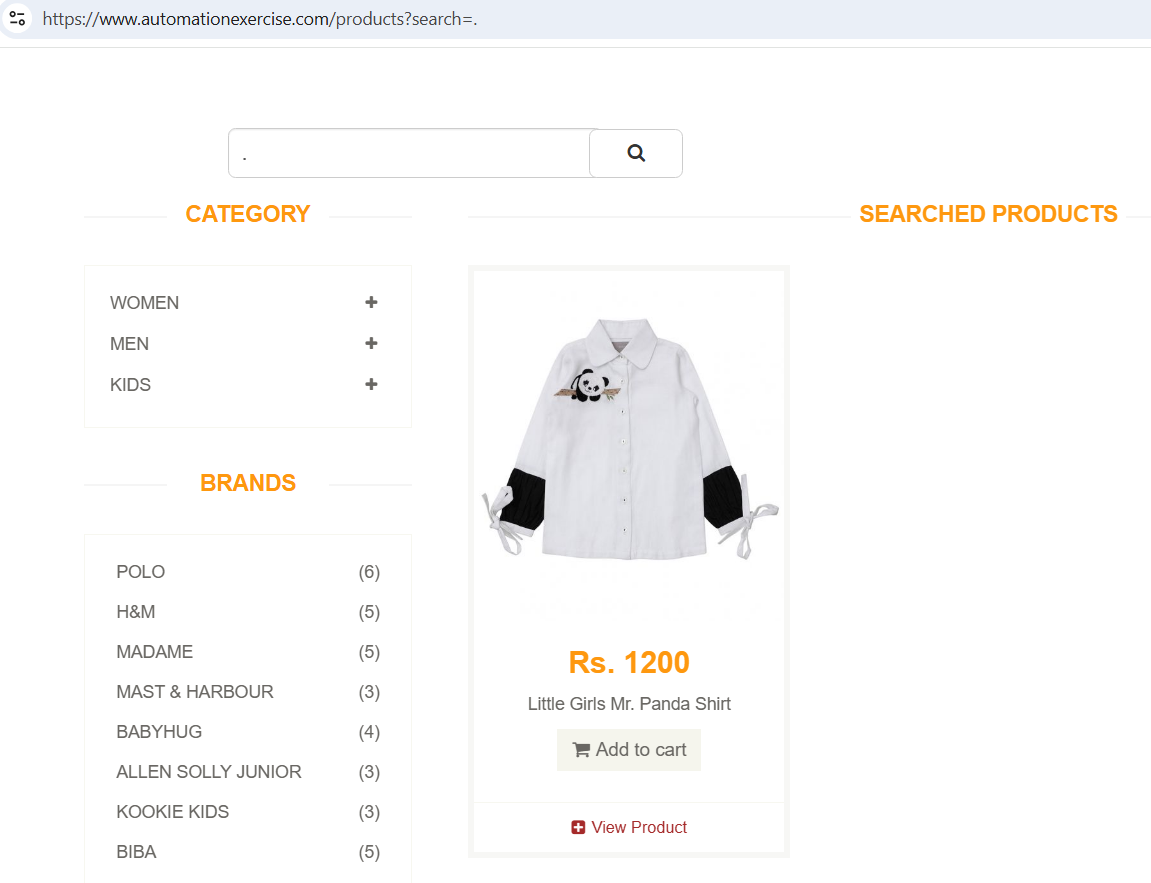 https://www.automationexercise.com/products?search=.
.
CATEGORY
WOMEN
MEN
KIDS
BRANDS
POLO (6)
H&M (5)
MADAME (5)
MAST & HARBOUR (3)
BABYHUG (4)
ALLEN SOLLY JUNIOR (3)
KOOKIE KIDS (3)
BIBA (5)
SEARCHED PRODUCTS
Rs. 1200
Little Girls Mr. Panda Shirt
Add to cart
View Product